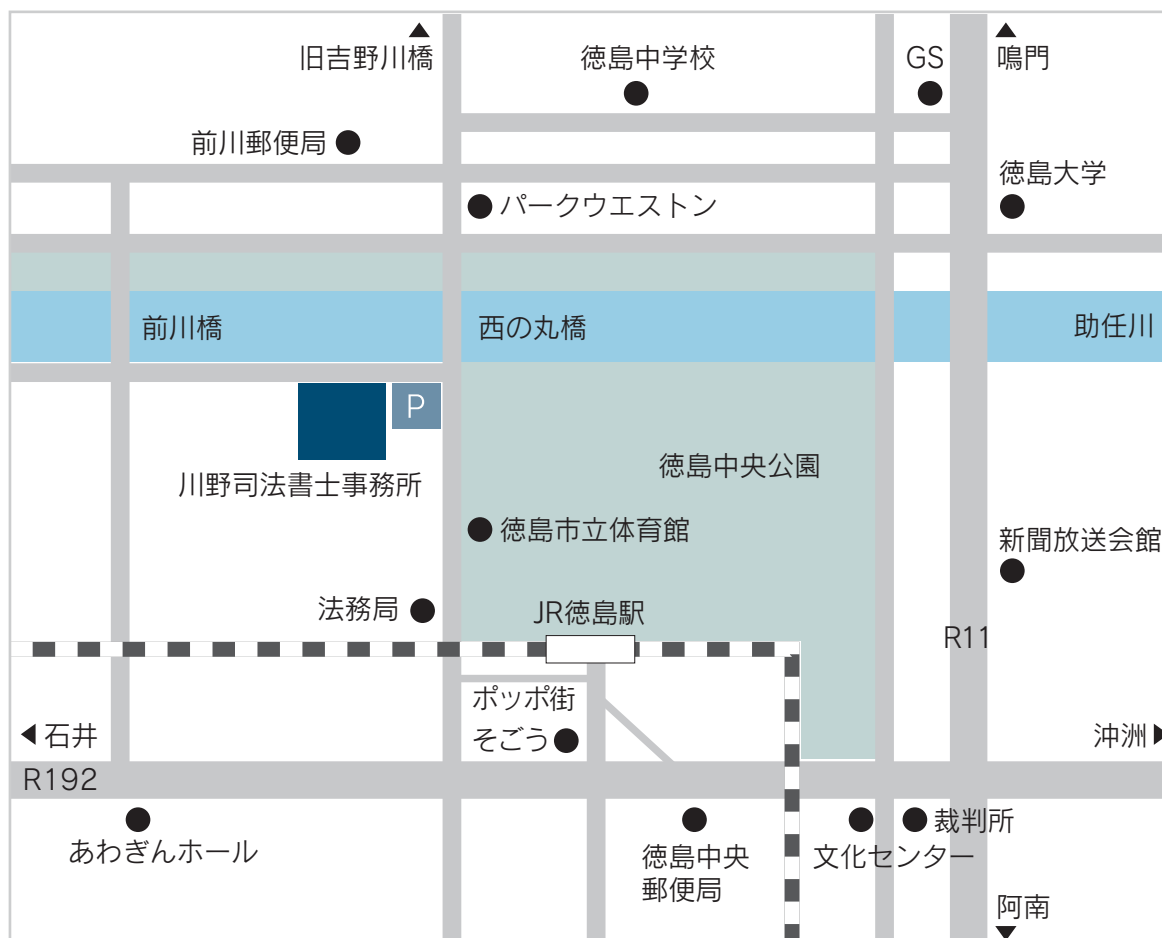 旧吉野川橋
徳島中学校
GS
鳴門
前川郵便局
徳島大学
パークウエストン
前川橋
西の丸橋
助任川
P
徳島中央公園
川野司法書士事務所
徳島市立体育館
新聞放送会館
法務局
JR徳島駅
R11
ポッポ街
石井
そごう
沖洲
R192
裁判所
あわぎんホール
徳島中央
郵便局
文化センター
阿南